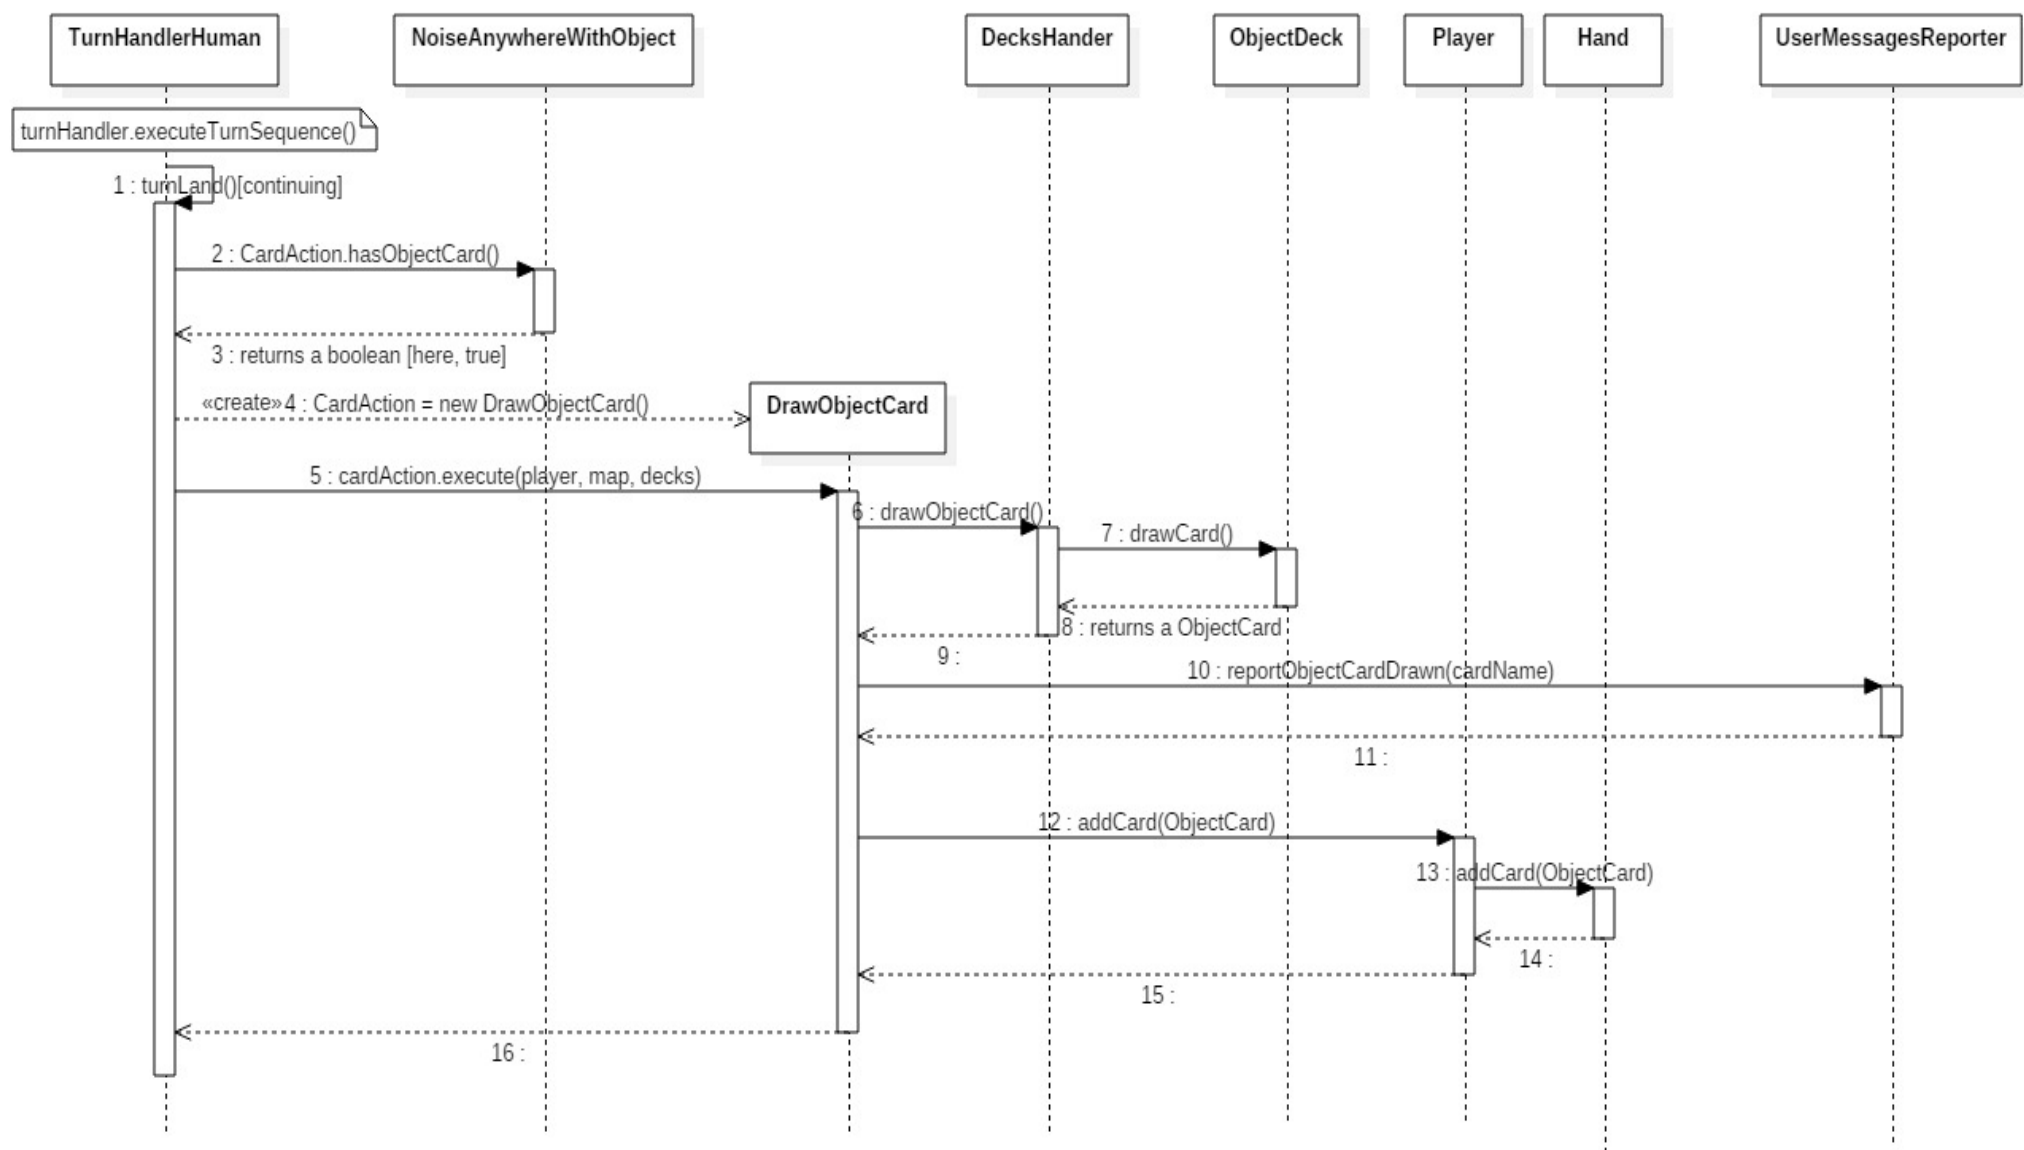 TurnHandlerHuman
NoiseAnywhereWithObject
DecksHander
ObjectDeck
Player
Hand
UserMessagesReporter
turnHandler.executeTurnSequence()
1 : turnLand()[continuing]
2 : CardAction.hasObjectCard()
3 : returns a boolean [here, true]
«create» 4 : CardAction = new DrawObjectCard()
DrawObjectCard
5 : cardAction.execute(player, map, decks)
6 : drawObjectCard()
7 : drawCard()
8 : returns a ObjectCard
9 :
10 : reportObjectCardDrawn(cardName)
11 :
12 : addCard(ObjectCard)
13 : addCard(ObjectCard)
14 :
15 :
16 :